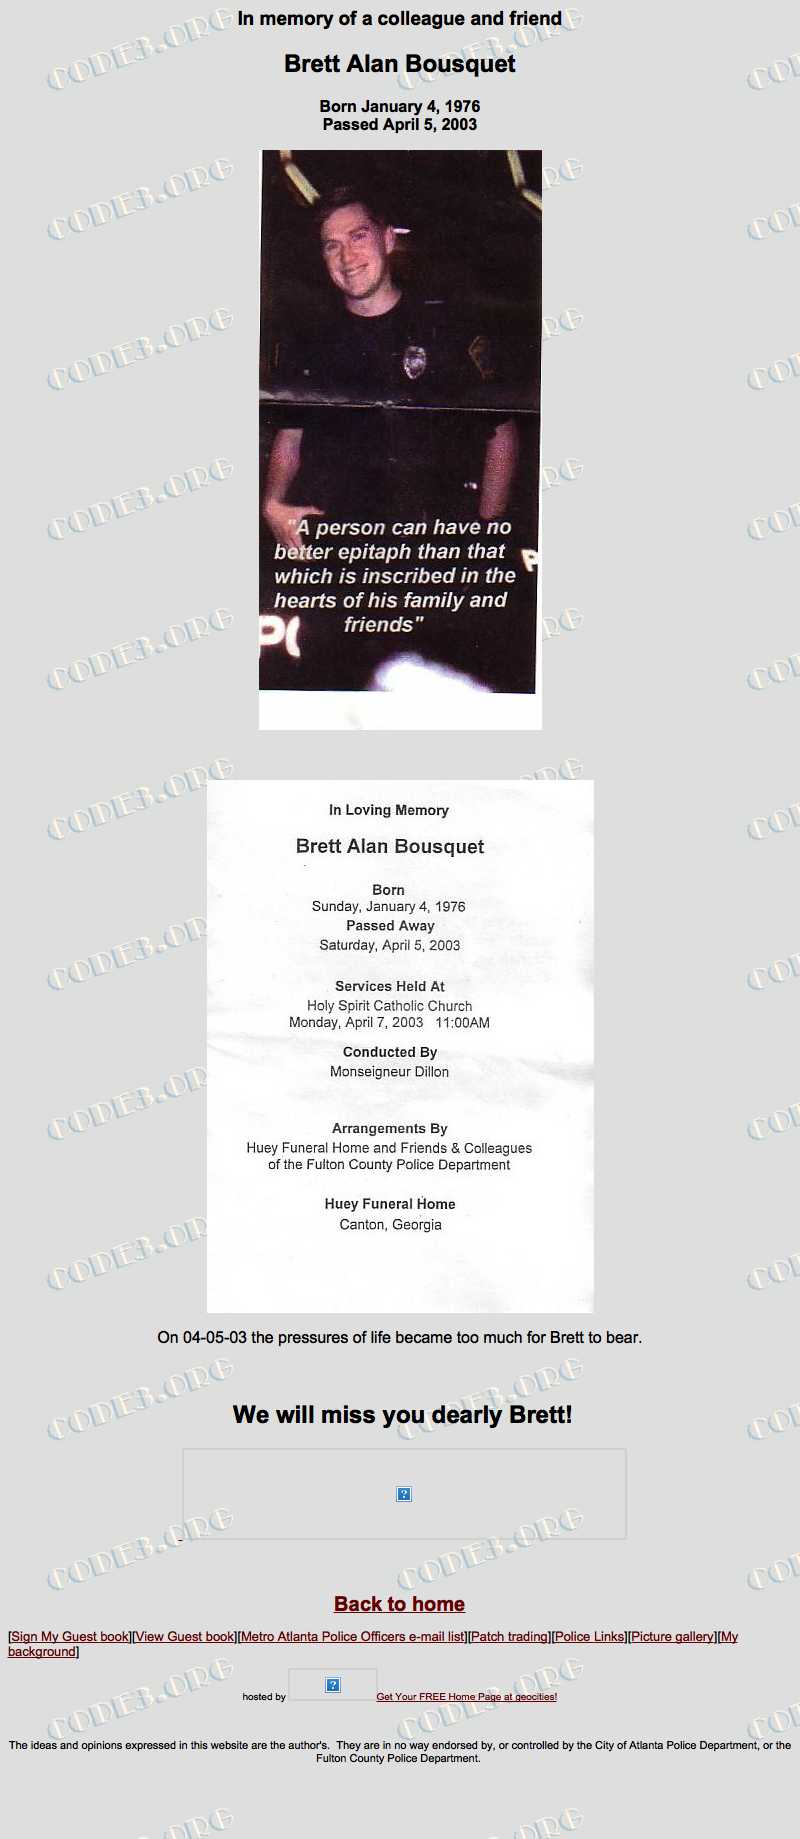 In memory of a colleague and friend
Brett Alan Bousquet
Born January 4, 1976
Passed April 5, 2003
"A person can have no
better epitaph than that
which is inscribed in the
hearts of his family and
friends"
In Loving Memory
Brett Alan Bousquet
Born
Sunday, January 4, 1976
Passed Away
Saturday, April 5, 2003
Services Held At
Holy Spirit Catholic Church
Monday, April 7, 2003 11:00AM
Conducted By
Monseigneur Dillon
Arrangements By
Huey Funeral Home and Friends & Colleagues
of the Fulton County Police Department
Huey Funeral Home
Canton, Georgia
On 04-05-03 the pressures of life became too much for Brett to bear.
We will miss you dearly Brett!
Back to home
[Sign My Guest book][View Guest book][Metro Atlanta Police Officers e-mail list][Patch trading][Police Links][Picture gallery][My
background]
hosted by Get Your FREE Home Page at geocities!
The ideas and opinions expressed in this website are the author's. They are in no way endorsed by, or controlled by the City of Atlanta Police Department, or the
Fulton County Police Department.
CODE3.ORG